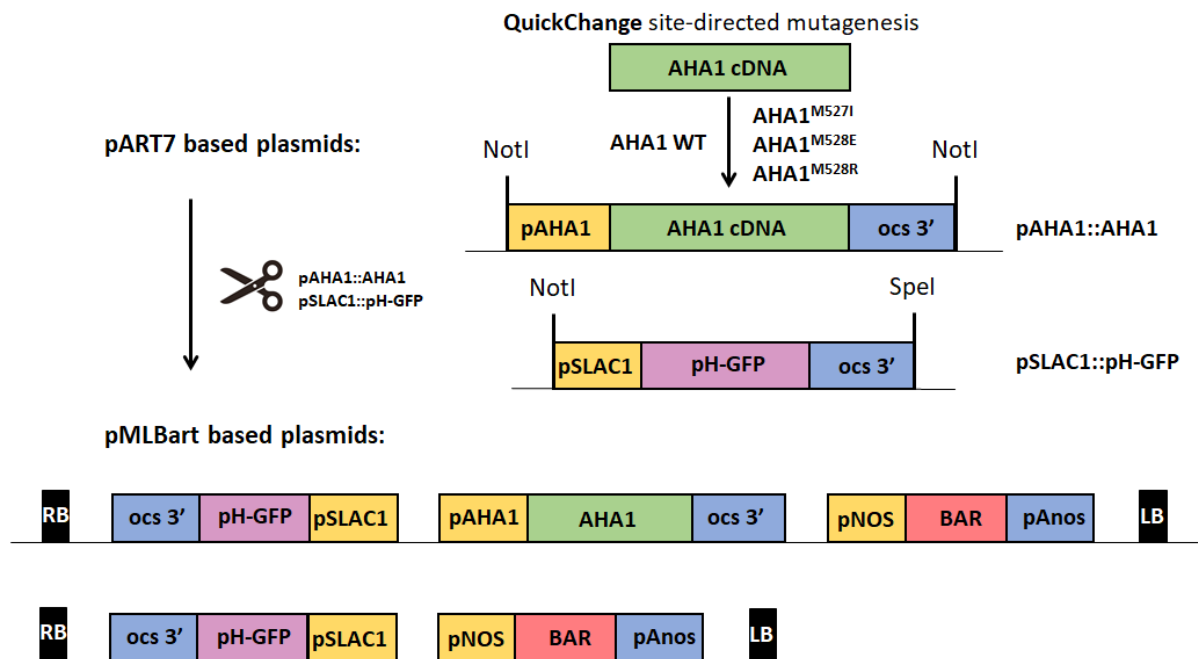 QuickChange site-directed mutagenesis
AHA1 cDNA
pART7 based plasmids:
AHA1 WT
AHA1M527I
AHA1M528E
AHA1M528R
NotI
NotI
pAHA1
AHA1 cDNA
ocs 3’
pAHA1::AHA1
pAHA1::AHA1
pSLAC1::pH-GFP
NotI
SpeI
pSLAC1
pH-GFP
ocs 3’
pSLAC1::pH-GFP
pMLBart based plasmids:
RB
ocs 3’
pH-GFP
pSLAC1
pAHA1
AHA1
ocs 3’
pNOS
BAR
pAnos
LB
RB
ocs 3’
pH-GFP
pSLAC1
pNOS
BAR
pAnos
LB